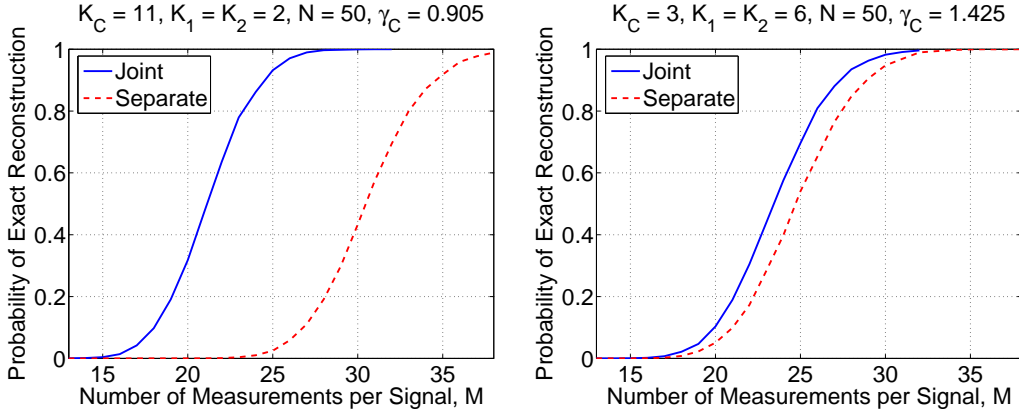 K_C = 11, K_1 = K_2 = 2, N = 50, γ_C = 0.905
Probability of Exact Reconstruction
1
0.8
0.6
0.4
0.2
0
Joint
Separate
15 20 25 30 35
Number of Measurements per Signal, M
K_C = 3, K_1 = K_2 = 6, N = 50, γ_C = 1.425
Probability of Exact Reconstruction
1
0.8
0.6
0.4
0.2
0
Joint
Separate
15 20 25 30 35
Number of Measurements per Signal, M